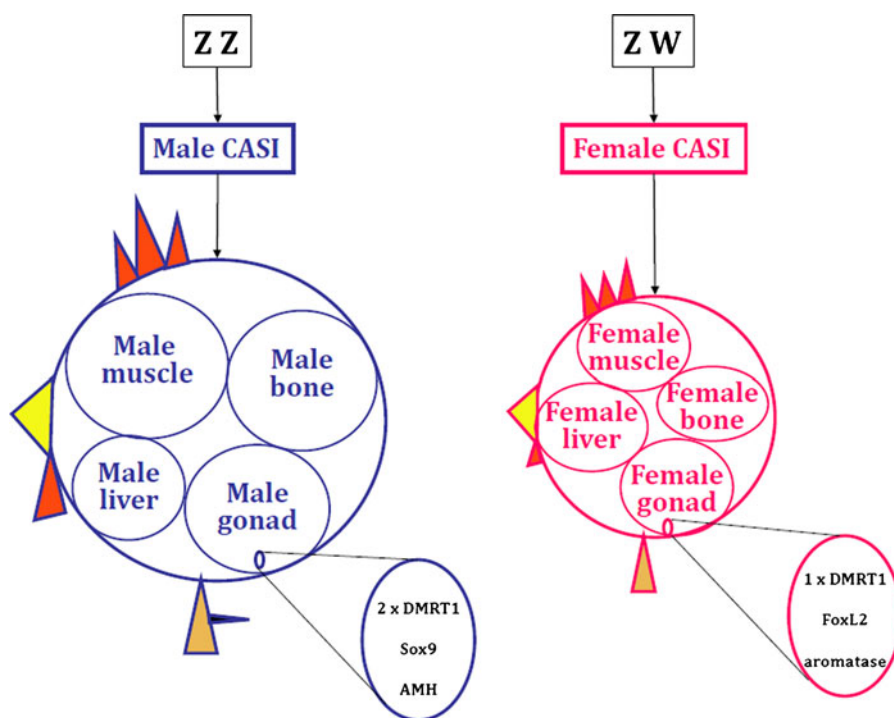 Z Z
Male CASI
Male
muscle
Male
bone
Male
liver
Male
gonad
2 x DMRT1
Sox9
AMH
Z W
Female CASI
Female
muscle
Female
bone
Female
liver
Female
gonad
1 x DMRT1
FoxL2
aromatase